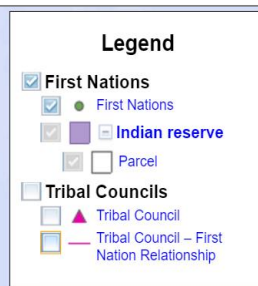 Legend
First Nations
First Nations
Indian reserve
Parcel
Tribal Councils
Tribal Council
Tribal Council – First
Nation Relationship